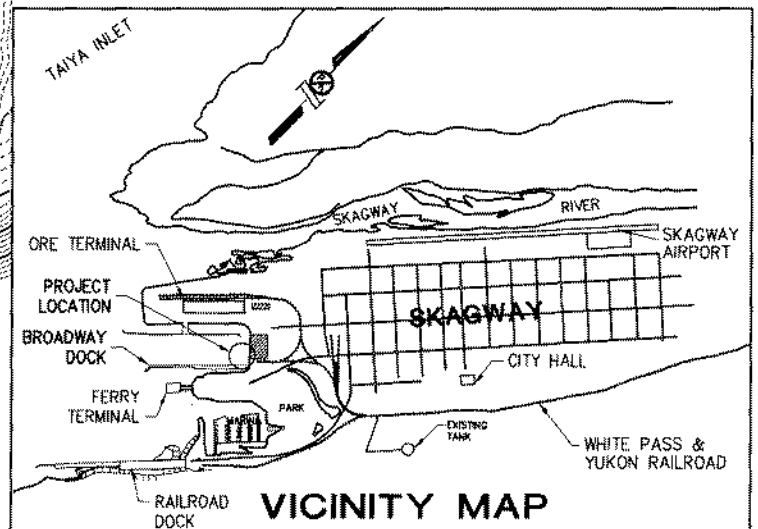 TAIYA INLET
SKAGWAY
RIVER
ORE TERMINAL
SKAGWAY
AIRPORT
PROJECT
LOCATION
SKAGWAY
BROADWAY
DOCK
CITY HALL
FERRY
TERMINAL
PARK
MARINA
EXISTING
TANK
WHITE PASS &
YUKON RAILROAD
RAILROAD
DOCK
VICINITY MAP